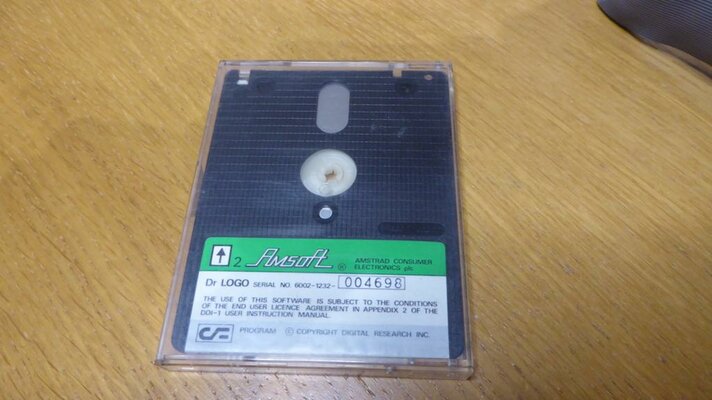 2 AMSOFT ® AMSTRAD CONSUMER
ELECTRONICS plc
Dr LOGO SERIAL NO. 6002-1232- 004698
THE USE OF THIS SOFTWARE IS SUBJECT TO THE CONDITIONS
OF THE END USER LICENCE AGREEMENT IN APPENDIX 2 OF THE
DDI-1 USER INSTRUCTION MANUAL.
PROGRAM © COPYRIGHT DIGITAL RESEARCH INC.